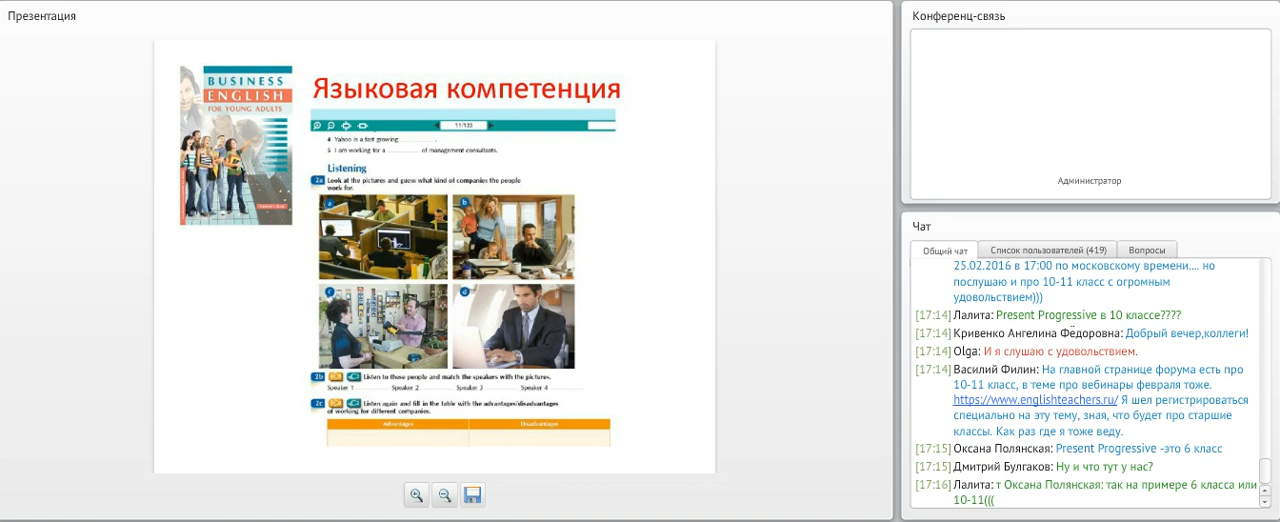 Презентация
BUSINESS
ENGLISH
FOR YOUNG ADULTS
Языковая компетенция
11/133
4 Yahoo is a fast growing
5 I am working for a of management consultants.
Listening
2a Look at the pictures and guess what kind of companies the people
work for.
a
b
c
d
2b Listen to these people and match the speakers with the pictures.
Speaker 1 Speaker 2 Speaker 3 Speaker 4
2c Listen again and fill in the table with the advantages/disadvantages
of working for different companies.
Advantages Disadvantages
Конференц-связь
Администратор
Чат
Общий чат Список пользователей (419) Вопросы
25.02.2016 в 17:00 по московскому времени.... но
послушаю и про 10-11 класс с огромным
удовольствием)))
[17:14] Лалита: Present Progressive в 10 классе????
[17:14] Кривенко Ангелина Фёдоровна: Добрый вечер,коллеги!
[17:14] Olga: И я слушаю с удовольствием.
[17:14] Василий Филин: На главной странице форума есть про
10-11 класс, в теме про вебинары февраля тоже.
https://www.englishteachers.ru/ Я шел регистрироваться
специально на эту тему, зная, что будет про старшие
классы. Как раз где я тоже веду.
[17:15] Оксана Полянская: Present Progressive -это 6 класс
[17:15] Дмитрий Булгаков: Ну и что тут у нас?
[17:16] Лалита: т Оксана Полянская: так на примере 6 класса или
10-11(((